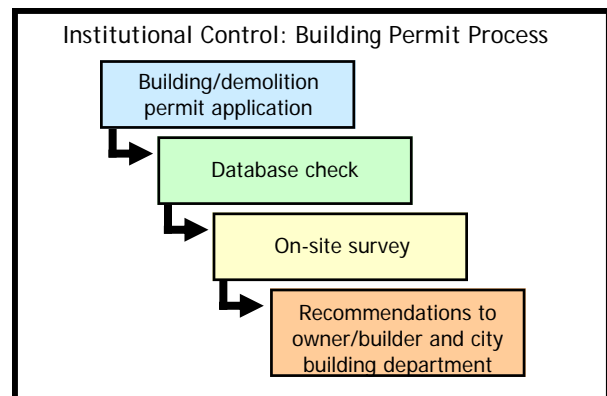 Institutional Control: Building Permit Process
Building/demolition
permit application
Database check
On-site survey
Recommendations to
owner/builder and city
building department